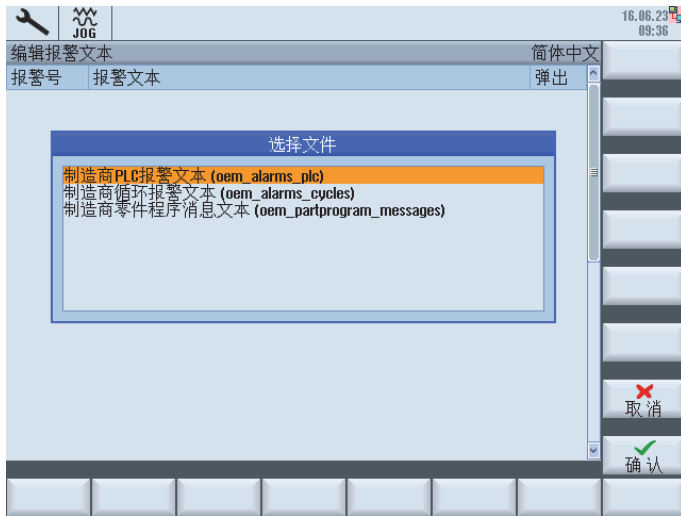 JOG
16.06.23
09:36
编辑报警文本 简体中文
报警号 报警文本 弹出
选择文件
制造商PLC报警文本 (oem_alarms_plc)
制造商循环报警文本 (oem_alarms_cycles)
制造商零件程序消息文本 (oem_partprogram_messages)
取消
确认